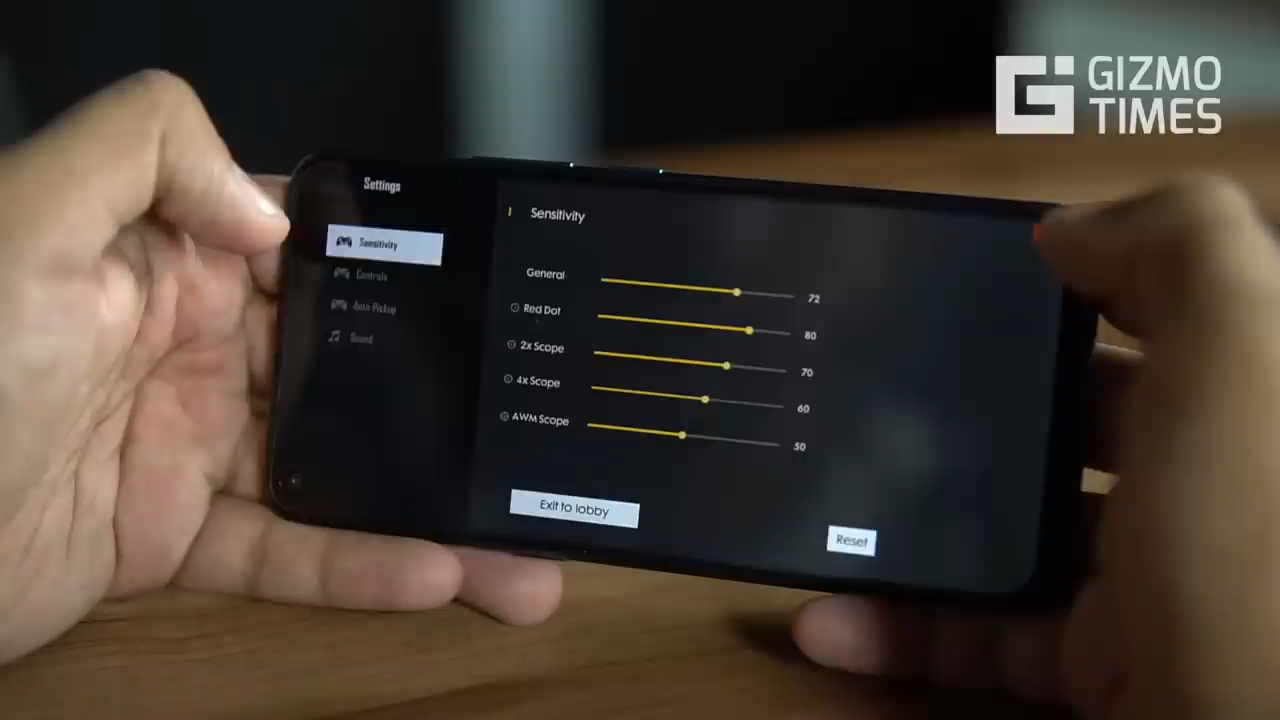 GIZMO
TIMES
Settings
Sensitivity
Controls
Auto Pickup
Sound
Sensitivity
General 72
Red Dot 80
2x Scope 70
4x Scope 60
AWM Scope 50
Exit to lobby
Reset